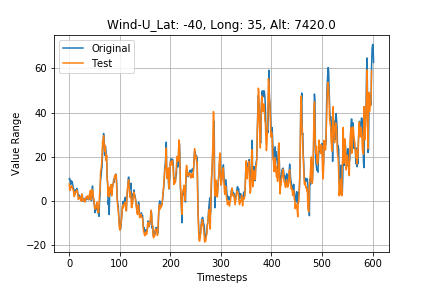 Wind-U_Lat: -40, Long: 35, Alt: 7420.0
Original
Test
Value Range
60
40
20
0
−20
0 100 200 300 400 500 600
Timesteps